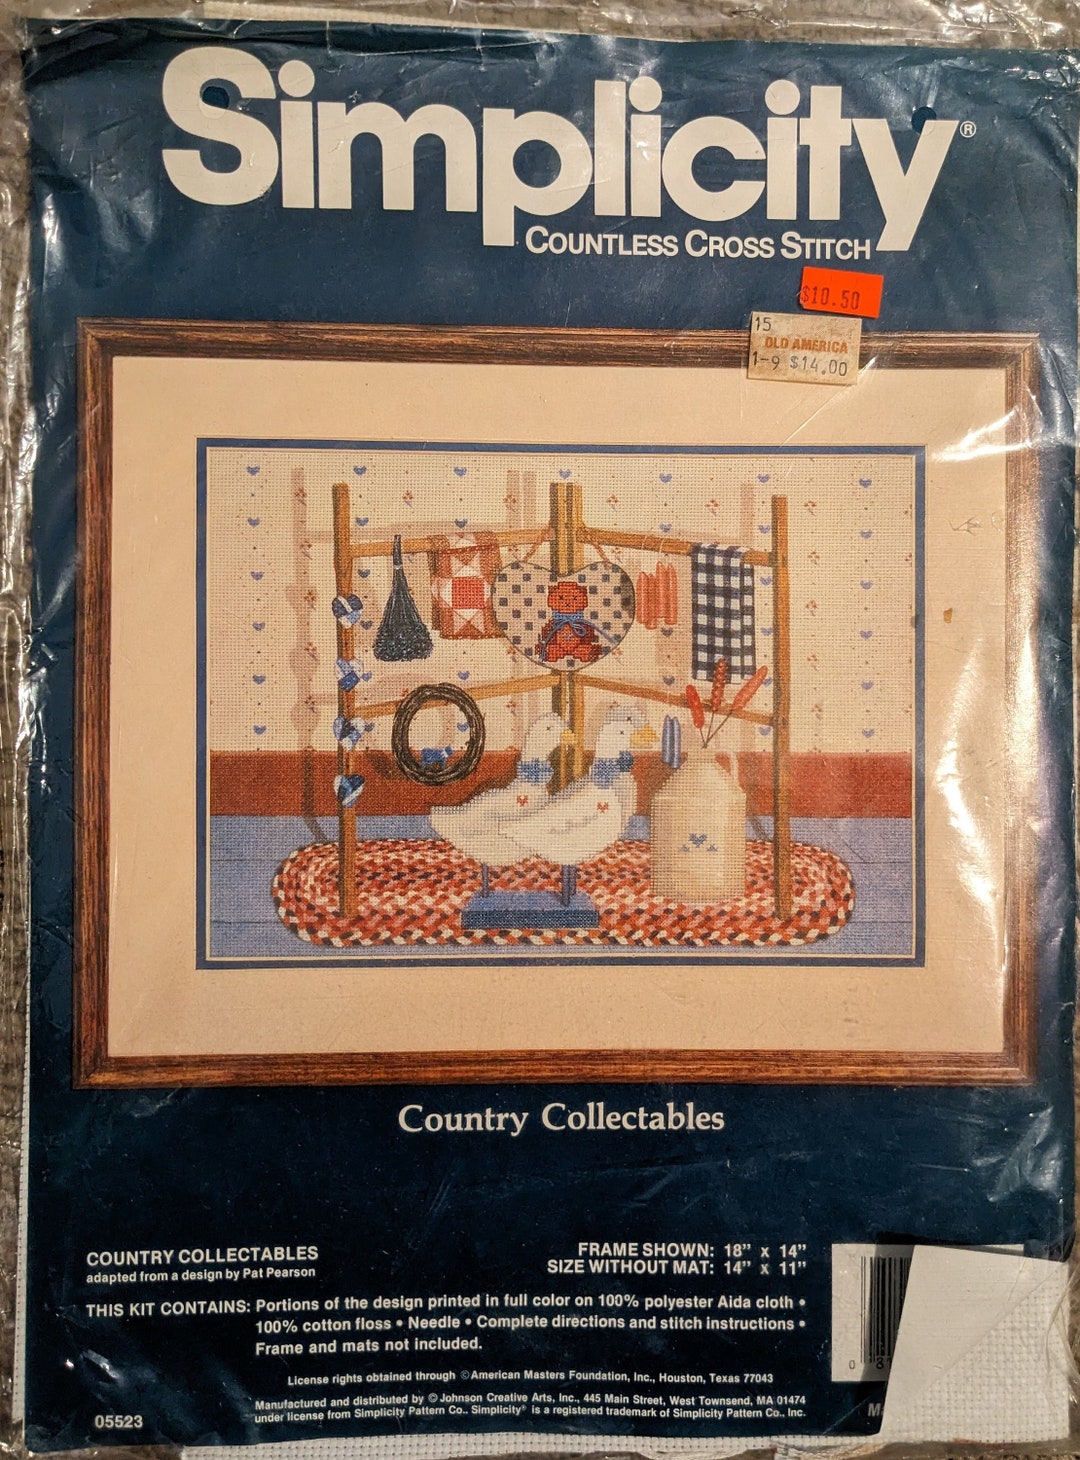 Simplicity®
COUNTLESS CROSS STITCH
$10.50
15
OLD AMERICA
1-9 $14.00
Country Collectables
COUNTRY COLLECTABLES
adapted from a design by Pat Pearson
FRAME SHOWN: 18" x 14"
SIZE WITHOUT MAT: 14" x 11"
THIS KIT CONTAINS: Portions of the design printed in full color on 100% polyester Aida cloth •
100% cotton floss • Needle • Complete directions and stitch instructions •
Frame and mats not included.
License rights obtained through ©American Masters Foundation, Inc., Houston, Texas 77043
Manufactured and distributed by © Johnson Creative Arts, Inc., 445 Main Street, West Townsend, MA 01474
under license from Simplicity Pattern Co.. Simplicity® is a registered trademark of Simplicity Pattern Co., Inc.
05523
0